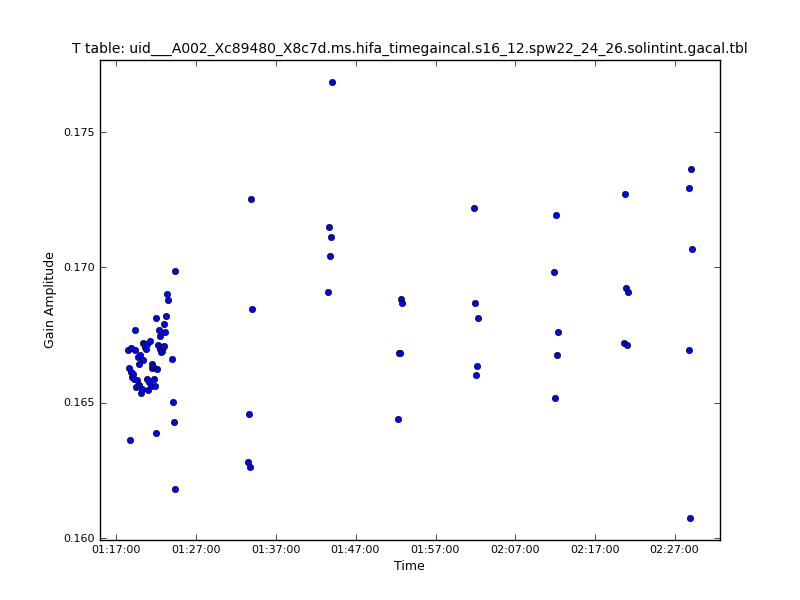 T table: uid___A002_Xc89480_X8c7d.ms.hifa_timegaincal.s16_12.spw22_24_26.solintint.gacal.tbl
0.175
0.170
0.165
0.160
Gain Amplitude
01:17:00 01:27:00 01:37:00 01:47:00 01:57:00 02:07:00 02:17:00 02:27:00
Time